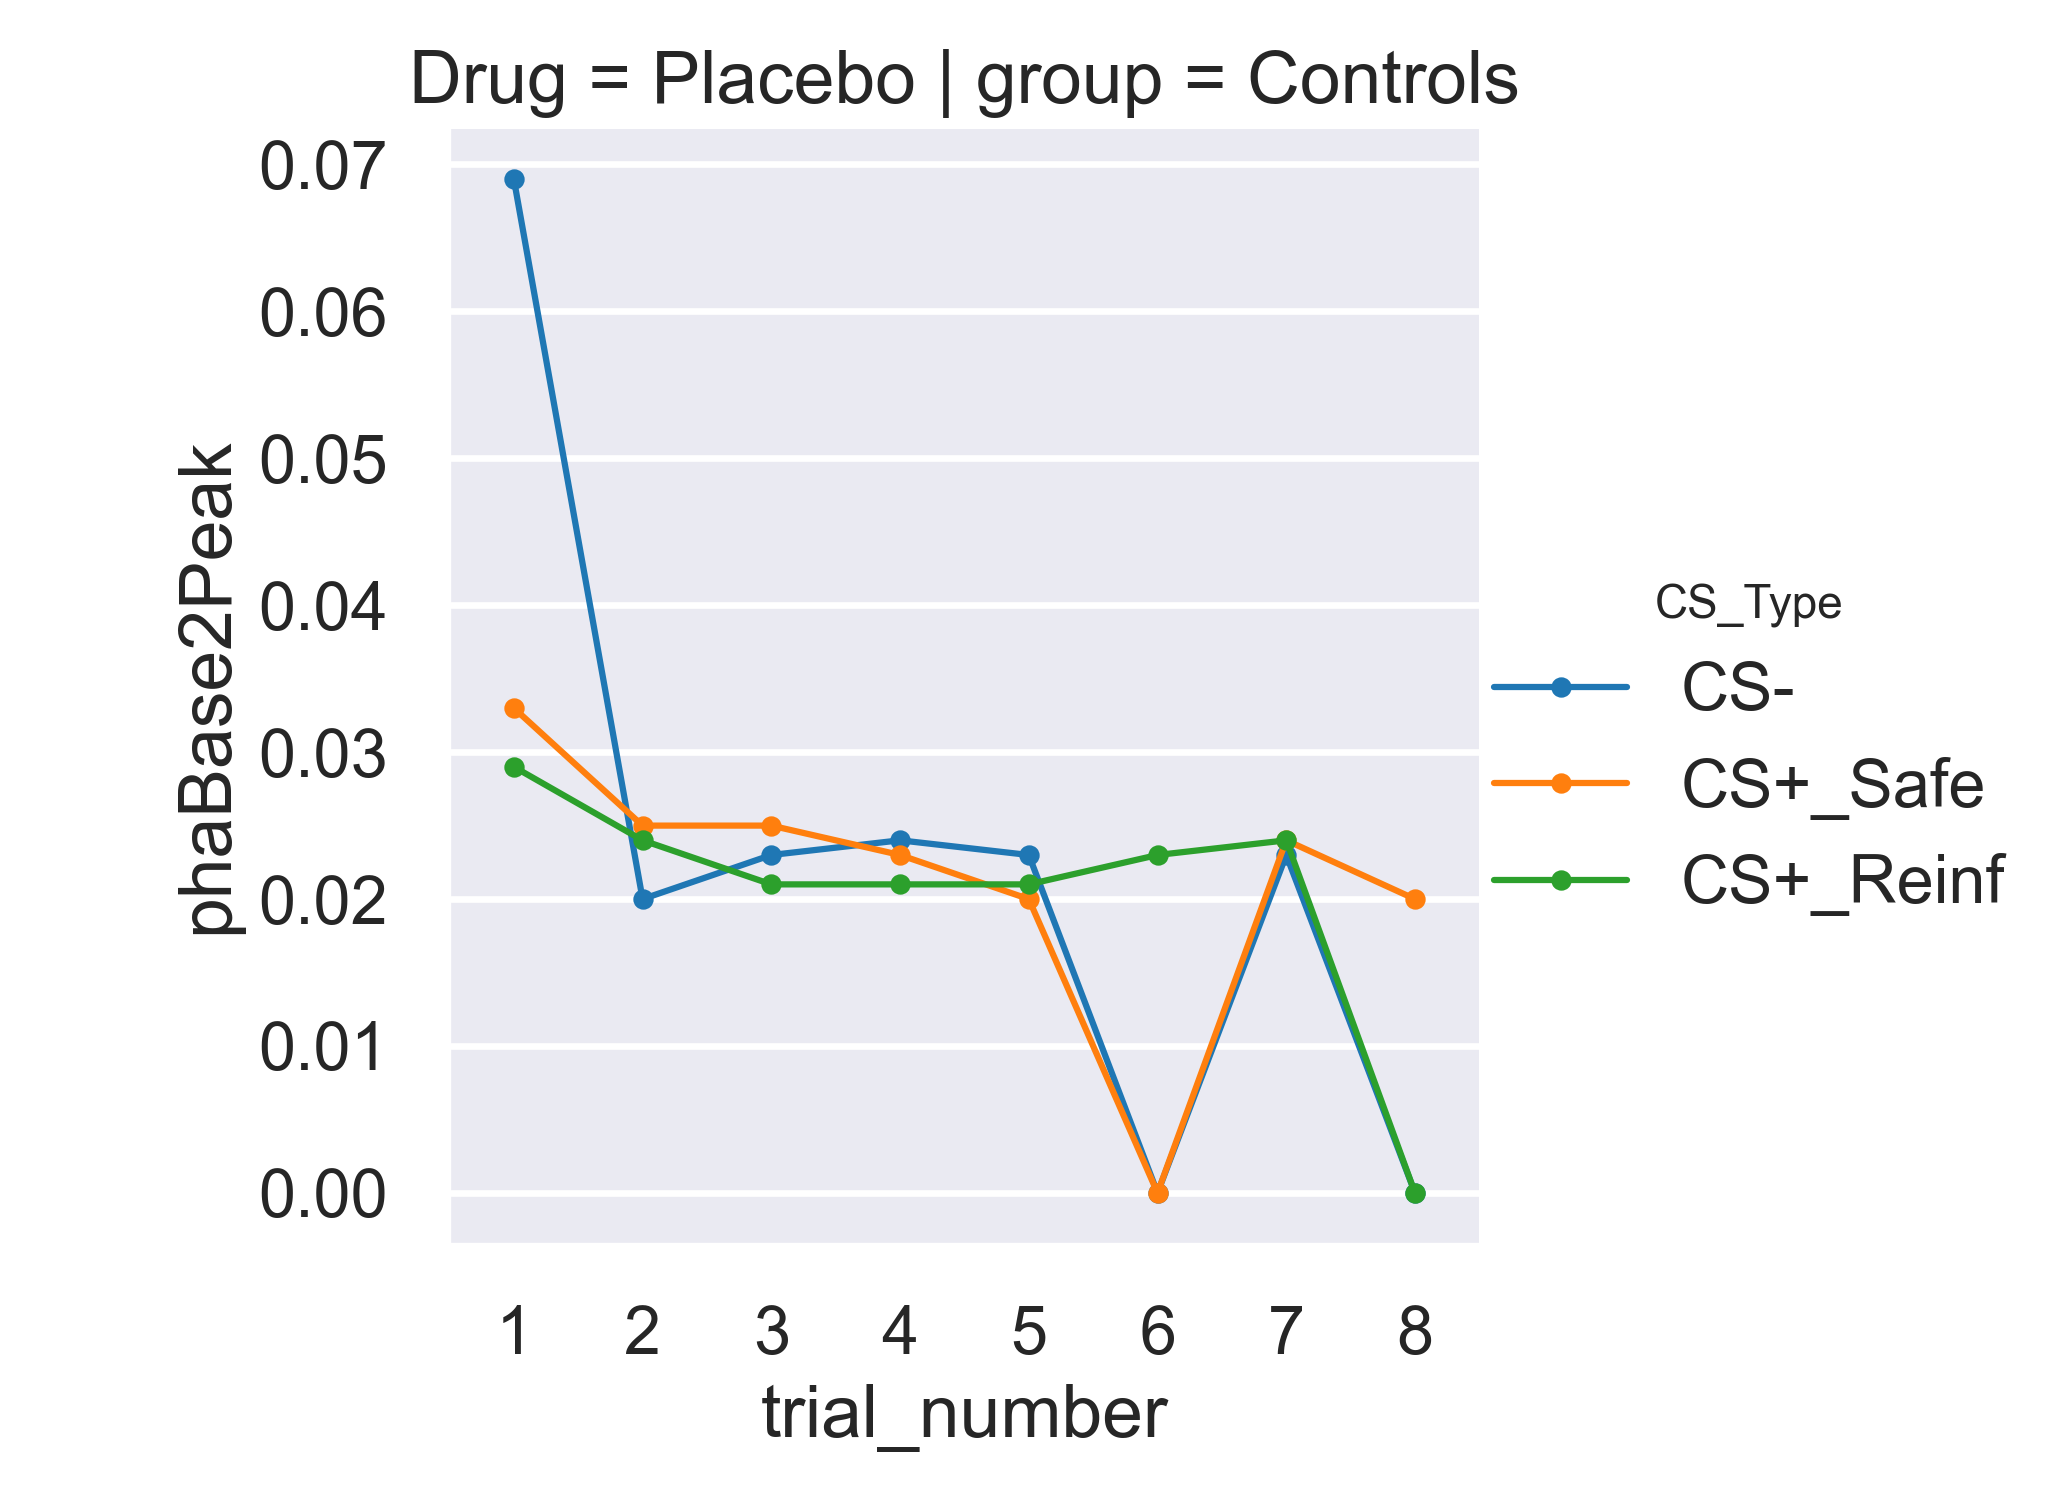 Drug = Placebo | group = Controls
0.07
0.06
0.05
0.04
0.03
0.02
0.01
0.00
phaBase2Peak
1 2 3 4 5 6 7 8
trial_number
CS_Type
CS-
CS+_Safe
CS+_Reinf